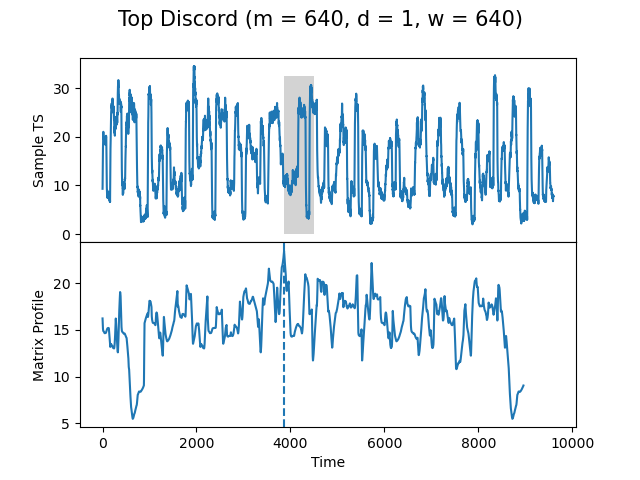 Top Discord (m = 640, d = 1, w = 640)
30
20
10
0
Sample TS
20
15
10
5
Matrix Profile
0 2000 4000 6000 8000 10000
Time